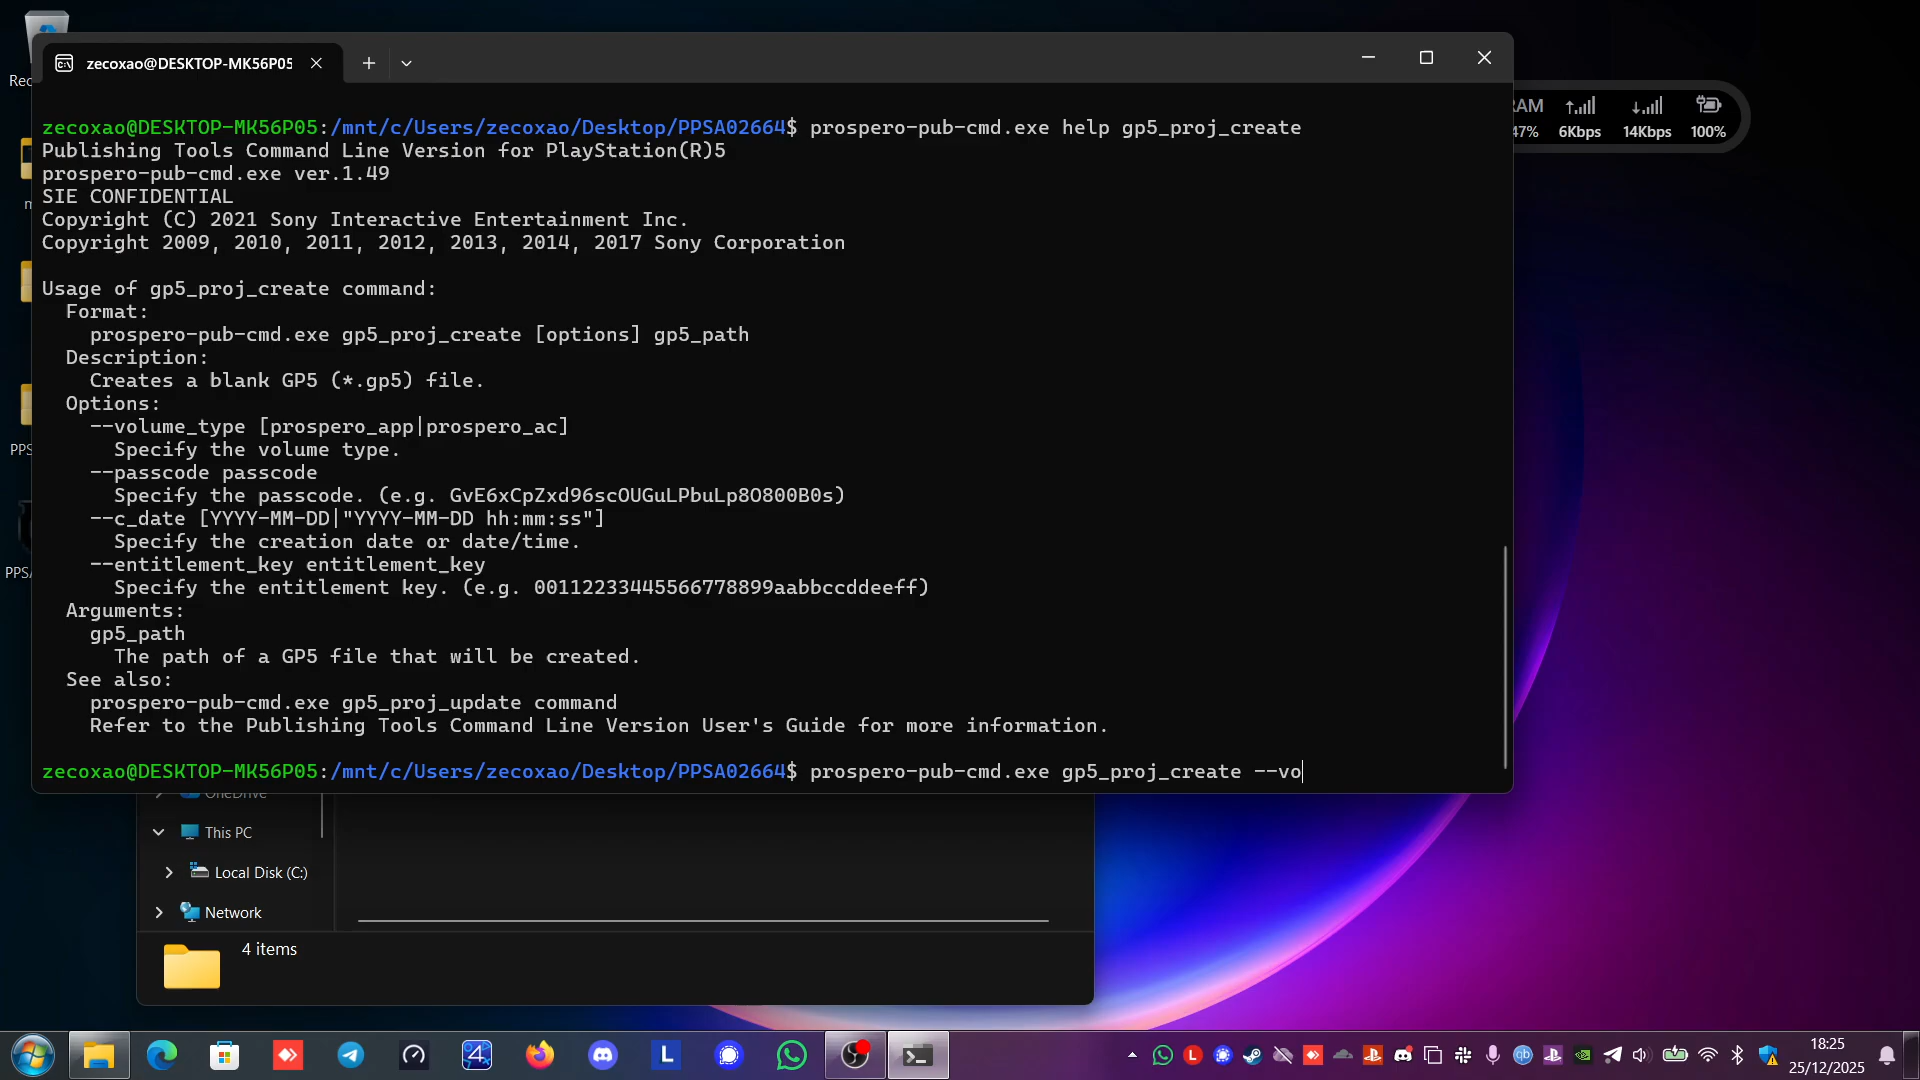 zecoxao@DESKTOP-MK56P05
zecoxao@DESKTOP-MK56P05:/mnt/c/Users/zecoxao/Desktop/PPSA02664$ prospero-pub-cmd.exe help gp5_proj_create
Publishing Tools Command Line Version for PlayStation(R)5
prospero-pub-cmd.exe ver.1.49
SIE CONFIDENTIAL
Copyright (C) 2021 Sony Interactive Entertainment Inc.
Copyright 2009, 2010, 2011, 2012, 2013, 2014, 2017 Sony Corporation
Usage of gp5_proj_create command:
Format:
prospero-pub-cmd.exe gp5_proj_create [options] gp5_path
Description:
Creates a blank GP5 (*.gp5) file.
Options:
--volume_type [prospero_app|prospero_ac]
Specify the volume type.
--passcode passcode
Specify the passcode. (e.g. GvE6xCpZxd96scOUGuLPbuLp8O800B0s)
--c_date [YYYY-MM-DD|"YYYY-MM-DD hh:mm:ss"]
Specify the creation date or date/time.
--entitlement_key entitlement_key
Specify the entitlement key. (e.g. 00112233445566778899aabbccddeeff)
Arguments:
gp5_path
The path of a GP5 file that will be created.
See also:
prospero-pub-cmd.exe gp5_proj_update command
Refer to the Publishing Tools Command Line Version User's Guide for more information.
zecoxao@DESKTOP-MK56P05:/mnt/c/Users/zecoxao/Desktop/PPSA02664$ prospero-pub-cmd.exe gp5_proj_create --vo
RAM
47% 6Kbps 14Kbps 100%
OneDrive
This PC
Local Disk (C:)
Network
4 items
18:25
25/12/2025